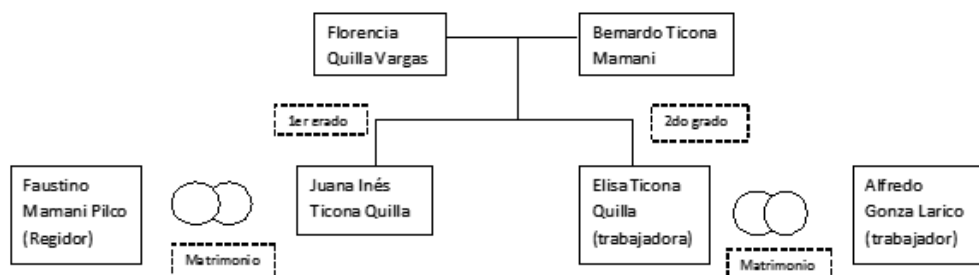 Florencia
Quilla Vargas
Bernardo Ticona
Mamani
1er erado
2do grado
Faustino
Mamani Pilco
(Regidor)
Juana Inés
Ticona Quilla
Elisa Ticona
Quilla
(trabajadora)
Alfredo
Gonza Larico
(trabajador)
Matrimonio
Matrimonio